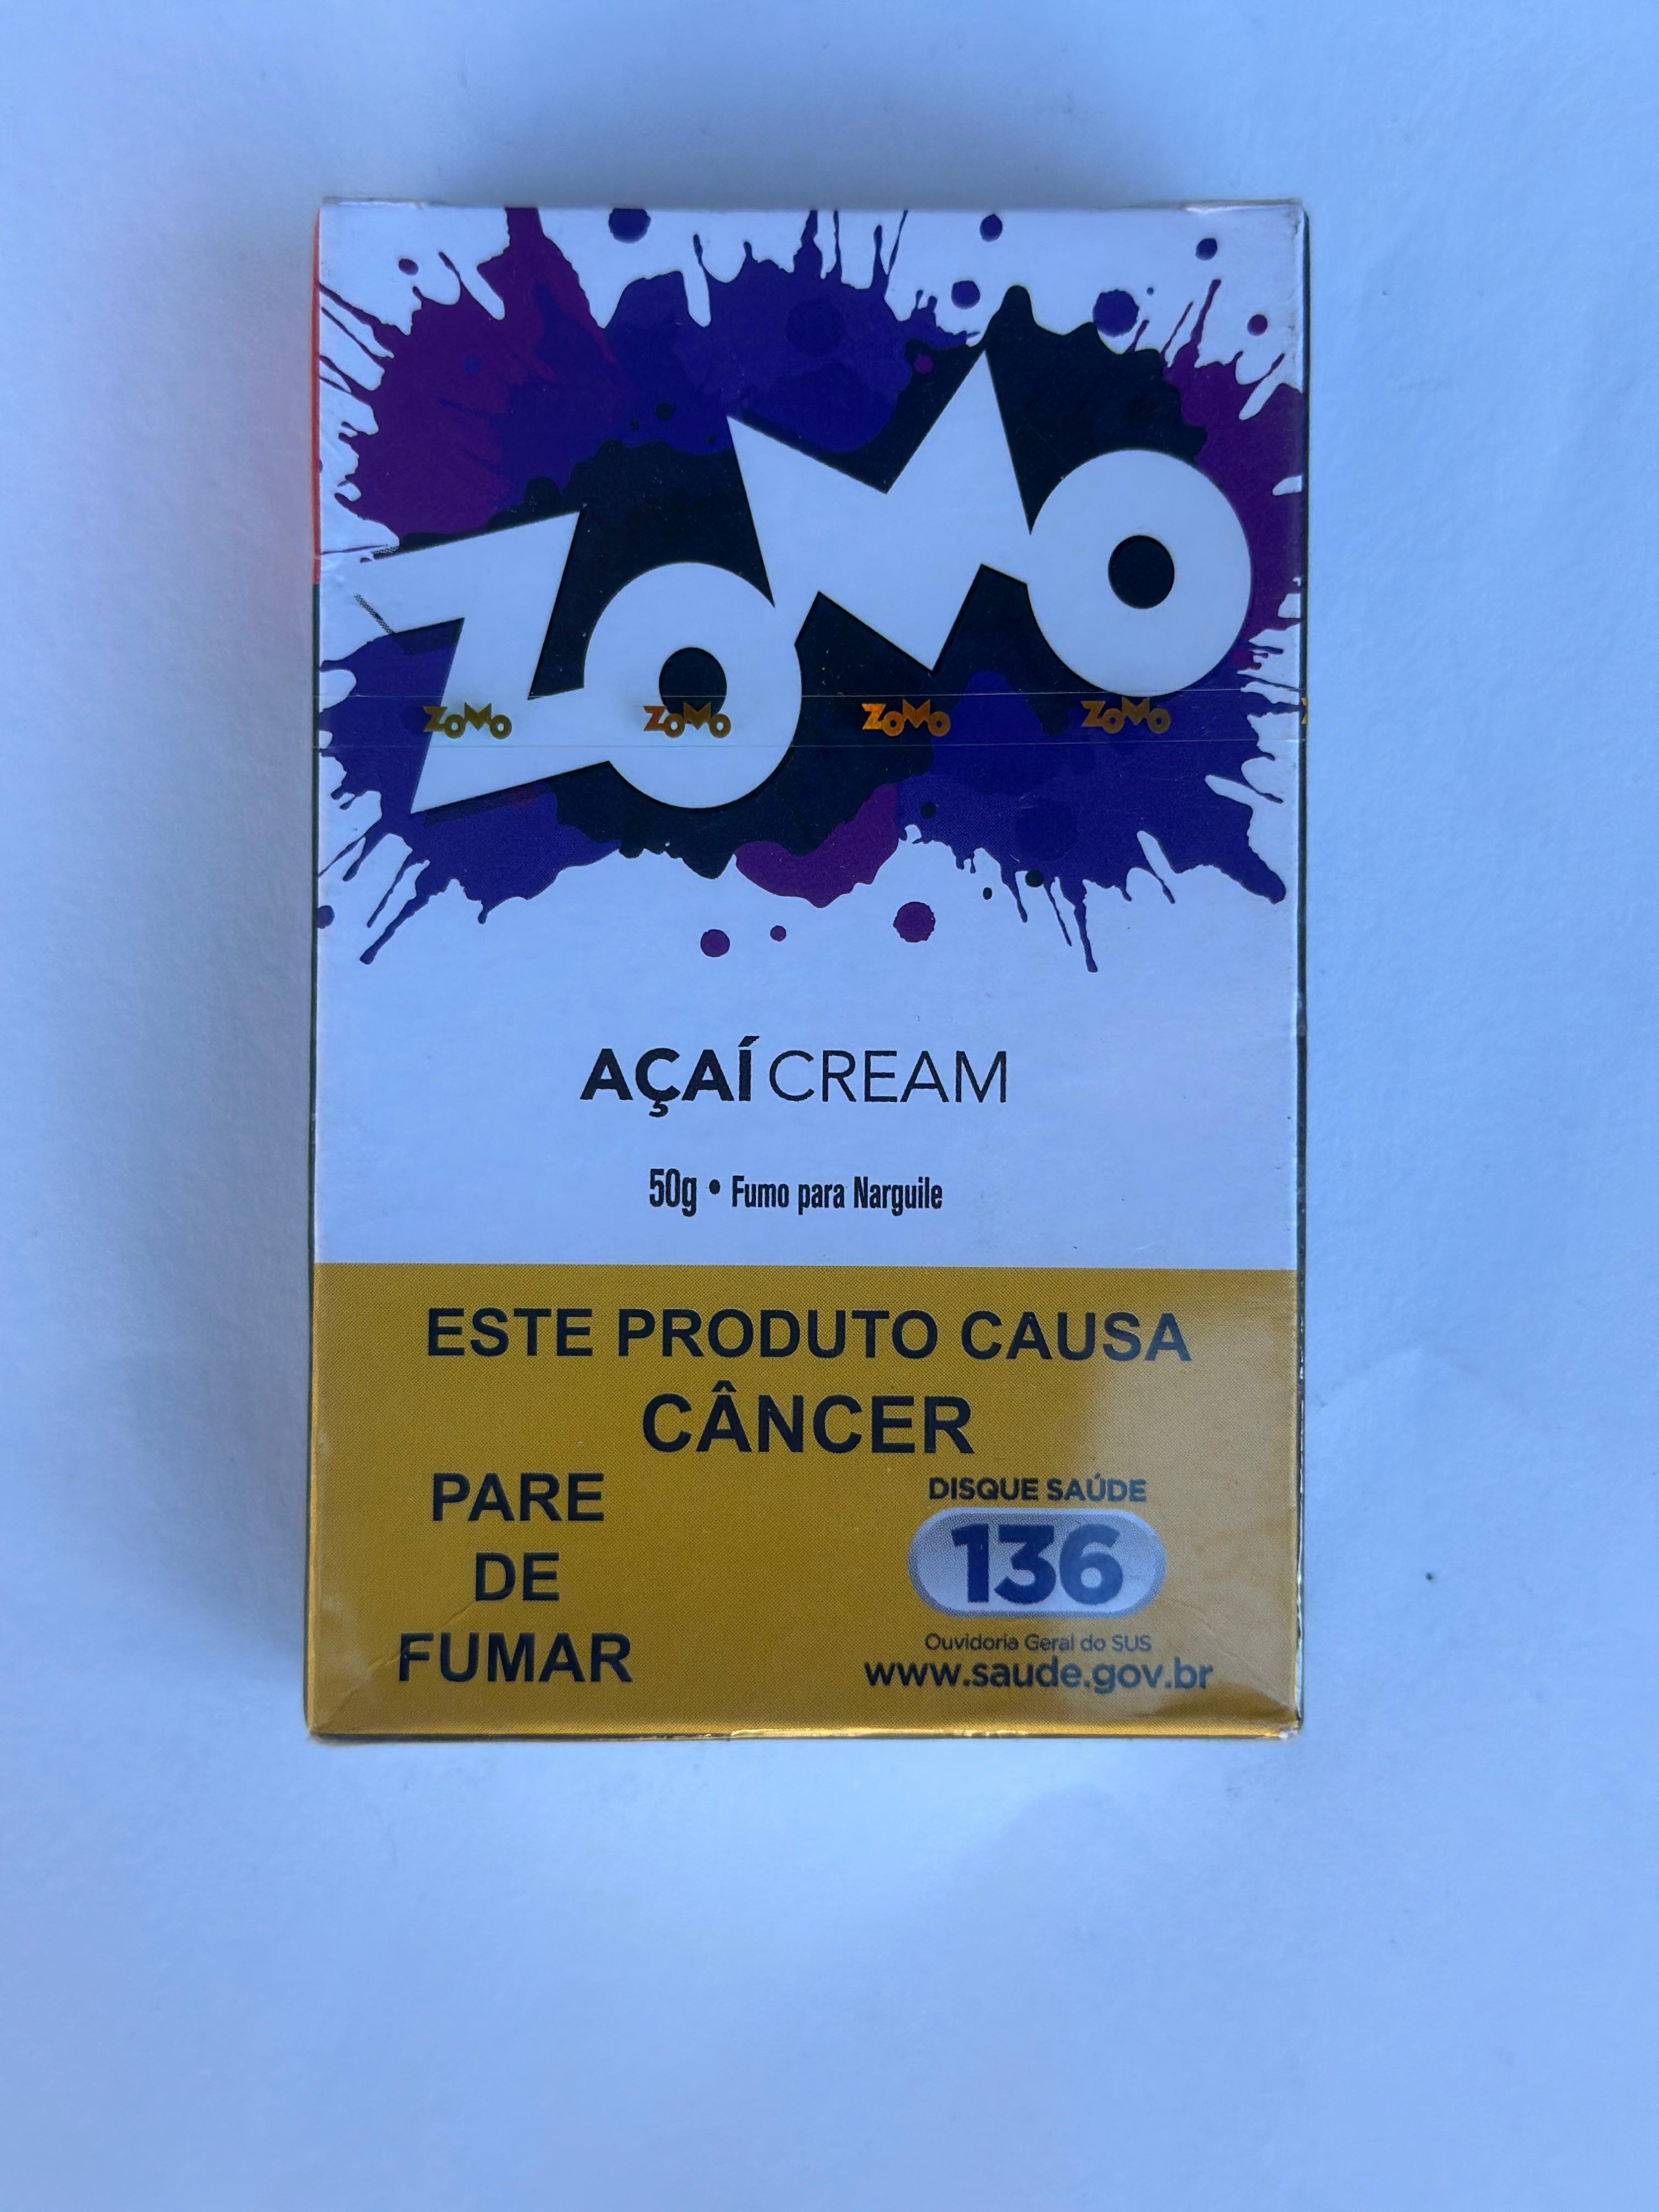 ZOMO
ZOMO ZOMO ZOMO ZOMO
AÇAÍ CREAM
50g • Fumo para Narguile
ESTE PRODUTO CAUSA
CÂNCER
PARE
DE
FUMAR
DISQUE SAÚDE
136
Ouvidoria Geral do SUS
www.saude.gov.br